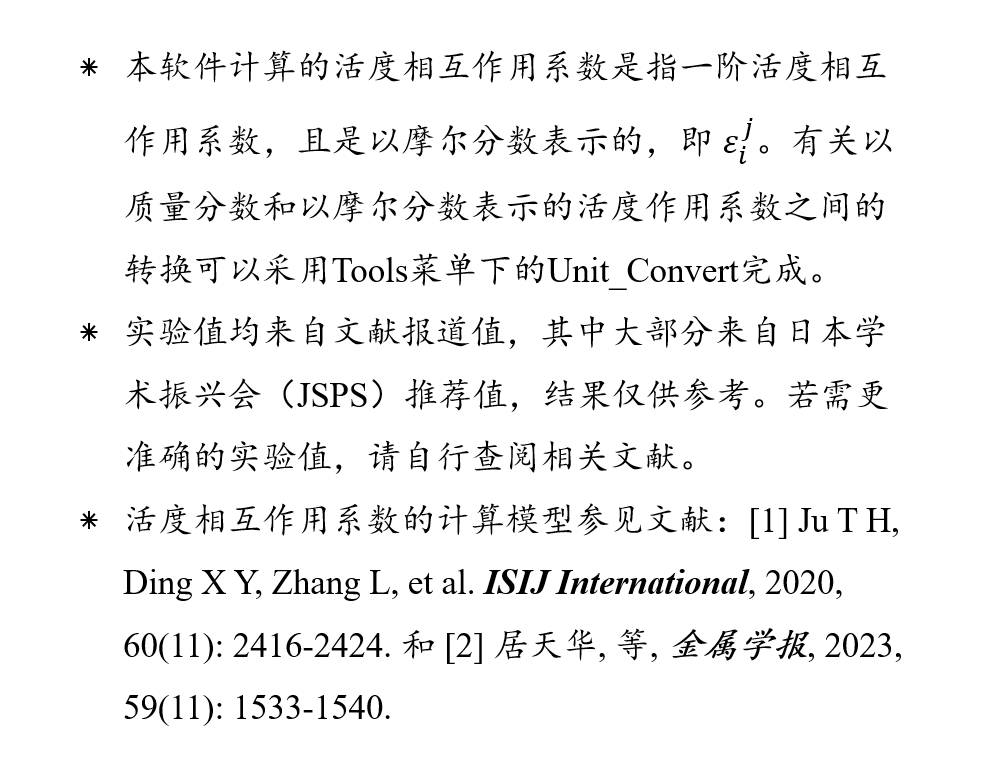 ⁕ 本软件计算的活度相互作用系数是指一阶活度相互
作用系数，且是以摩尔分数表示的，即 $\varepsilon_i^j$。有关以
质量分数和以摩尔分数表示的活度作用系数之间的
转换可以采用Tools菜单下的Unit_Convert完成。
⁕ 实验值均来自文献报道值，其中大部分来自日本学
术振兴会（JSPS）推荐值，结果仅供参考。若需更
准确的实验值，请自行查阅相关文献。
⁕ 活度相互作用系数的计算模型参见文献：[1] Ju T H,
Ding X Y, Zhang L, et al. ISIJ International, 2020,
60(11): 2416-2424. 和 [2] 居天华, 等, 金属学报, 2023,
59(11): 1533-1540.